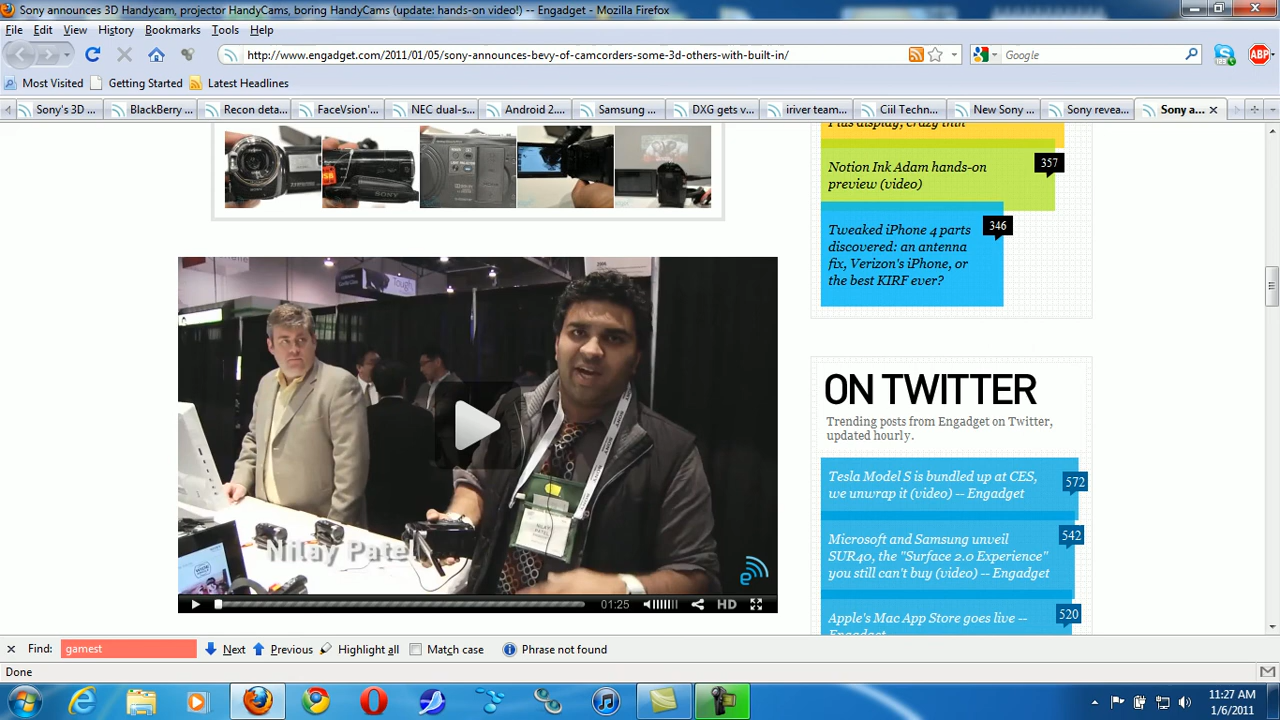 Sony announces 3D Handycam, projector HandyCams, boring HandyCams (update: hands-on video!) -- Engadget - Mozilla Firefox
File Edit View History Bookmarks Tools Help
http://www.engadget.com/2011/01/05/sony-announces-bevy-of-camcorders-some-3d-others-with-built-in/
Google
ABP
Most Visited Getting Started Latest Headlines
Sony's 3D ... BlackBerry ... Recon deta... FaceVsion'... NEC dual-s... Android 2.... Samsung ... DXG gets v... iriver team... Ciil Techn... New Sony ... Sony revea... Sony a...
Plus display, crazy thin
Notion Ink Adam hands-on
preview (video)
357
Tweaked iPhone 4 parts
discovered: an antenna
fix, Verizon's iPhone, or
the best KIRF ever?
346
SONY
Tough
Nilay Patel
01:25
HD
ON TWITTER
Trending posts from Engadget on Twitter,
updated hourly.
Tesla Model S is bundled up at CES,
we unwrap it (video) -- Engadget
572
Microsoft and Samsung unveil
SUR40, the "Surface 2.0 Experience"
you still can't buy (video) -- Engadget
542
Apple's Mac App Store goes live --
Engadget
520
Find: gamest Next Previous Highlight all Match case Phrase not found
Done
11:27 AM
1/6/2011